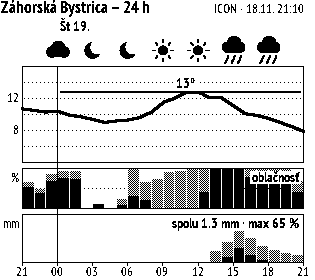 Záhorská Bystrica – 24 h
ICON · 18.11. 21:10
Št 19.
13°
12
8
%
oblačnosť
mm
spolu 1.3 mm · max 65 %
21 00 03 06 09 12 15 18 21